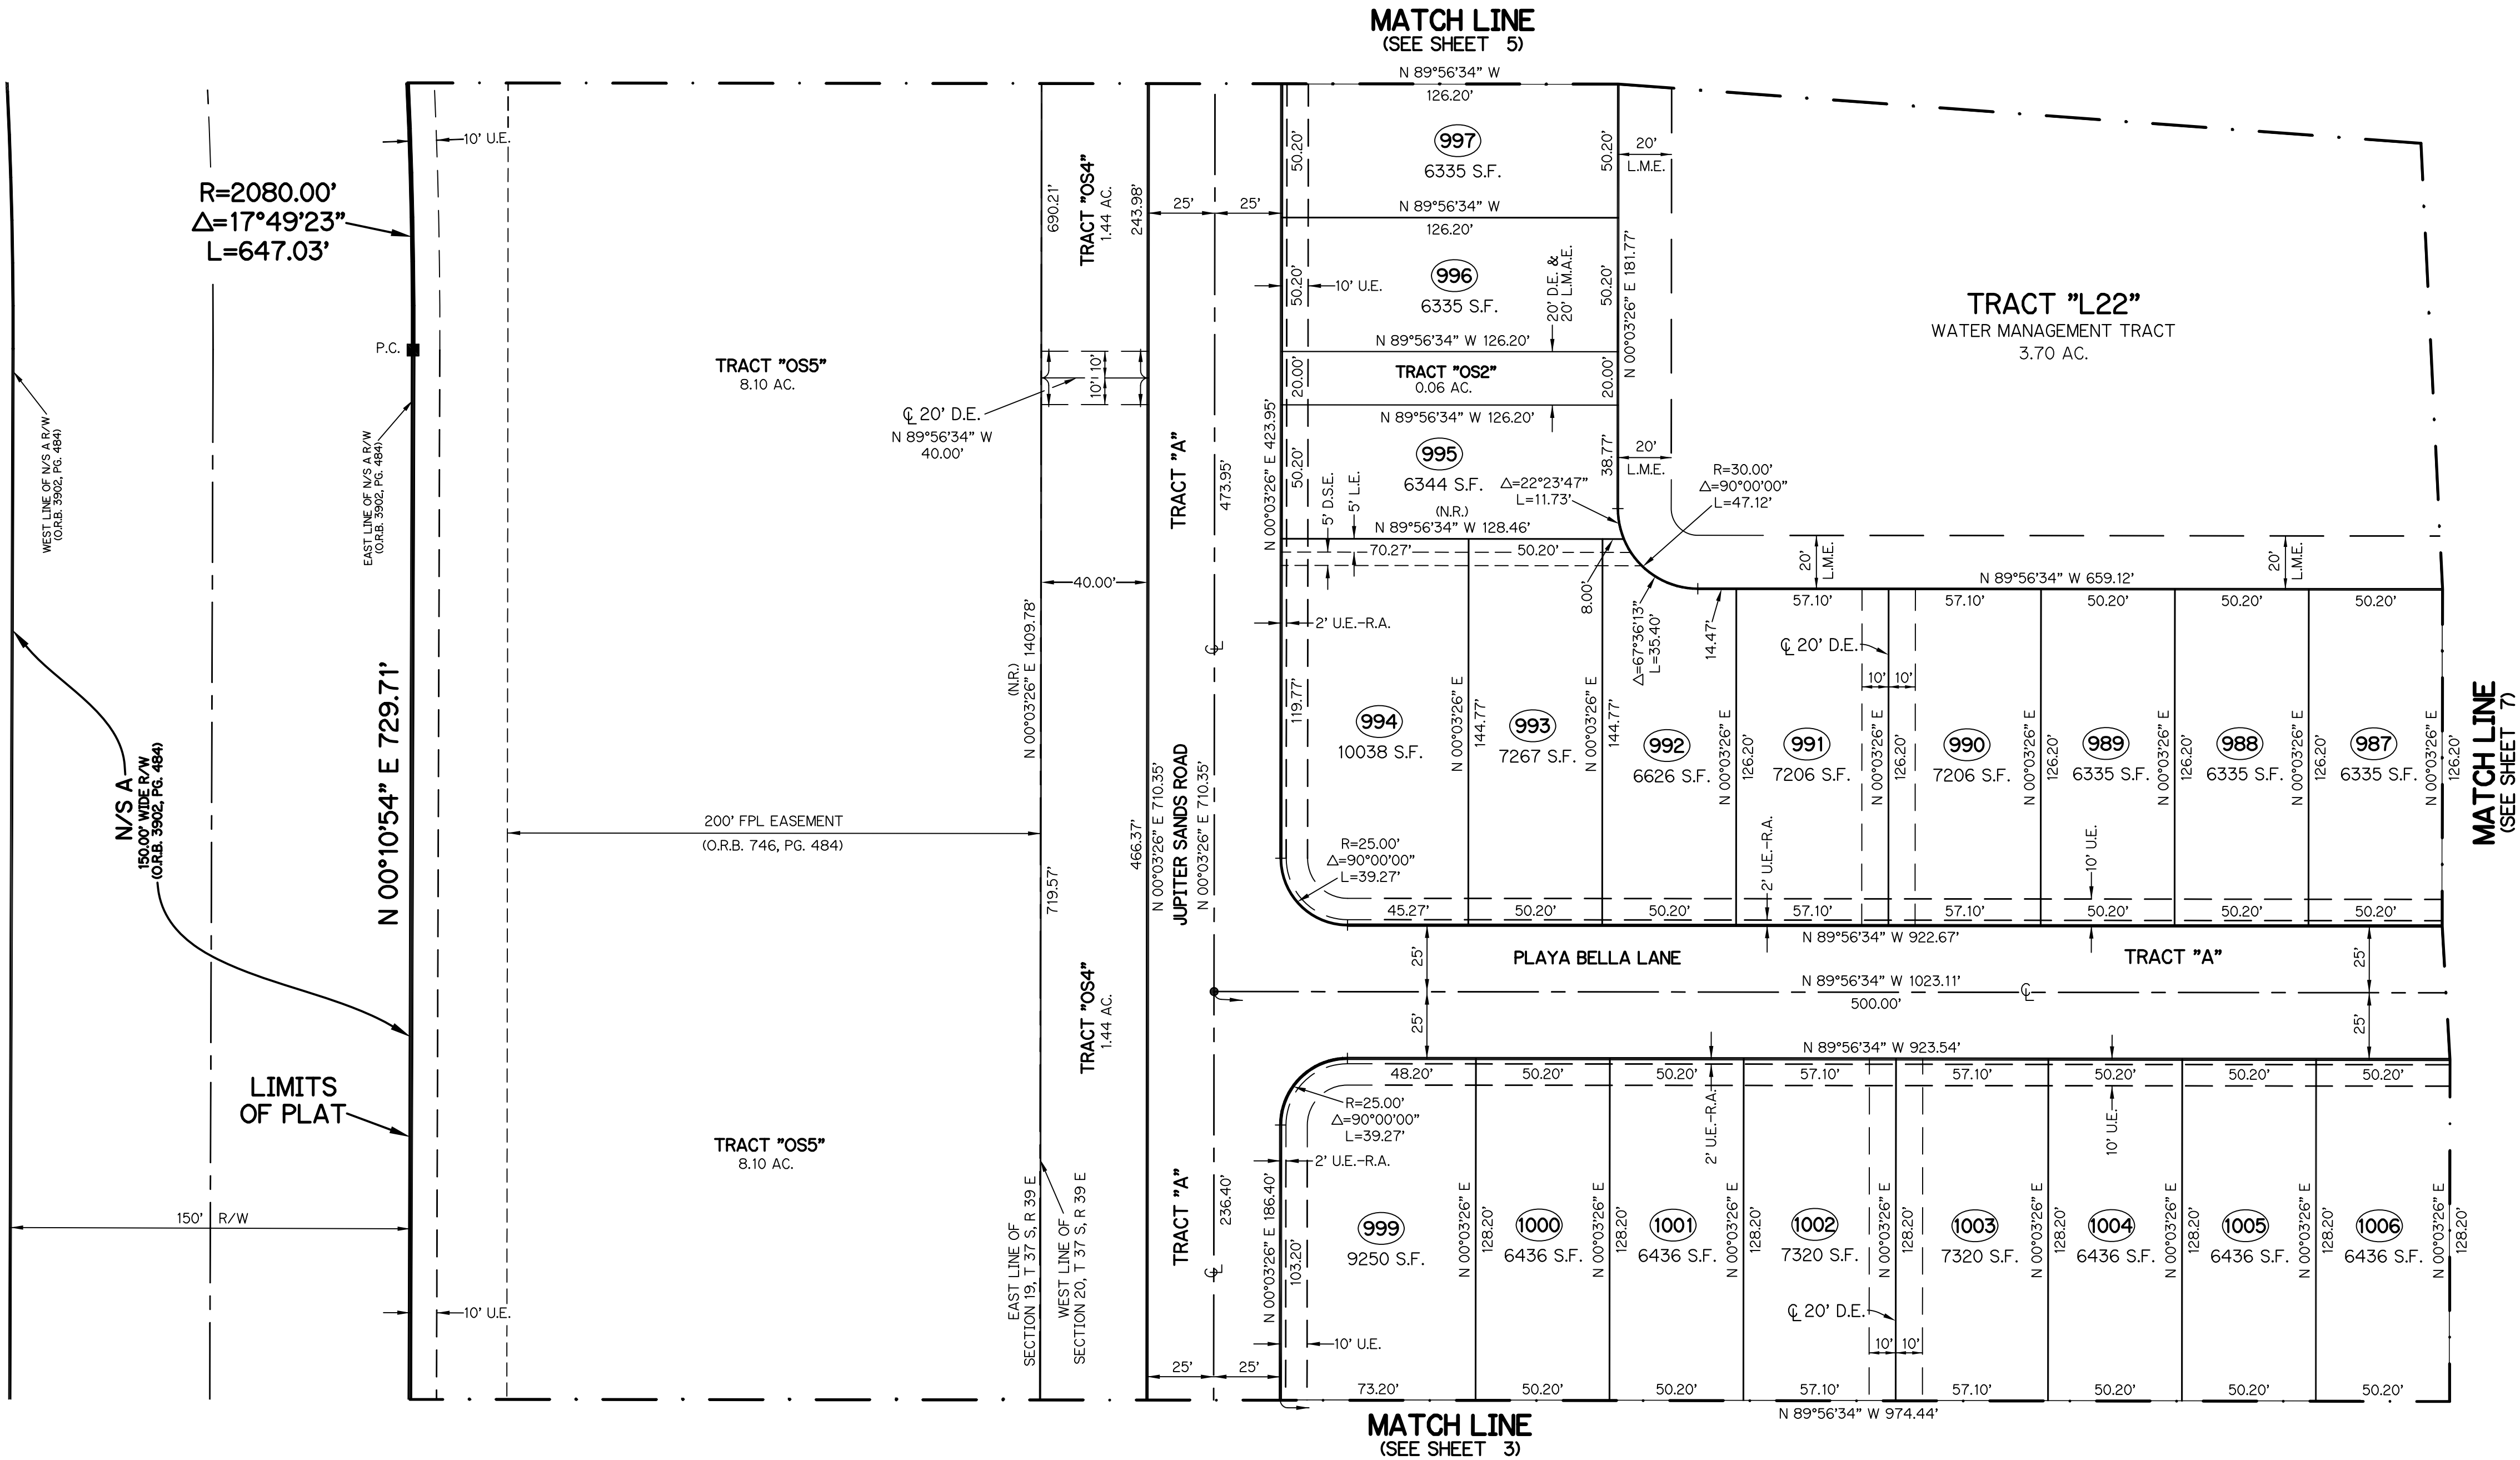 MATCH LINE
(SEE SHEET 5)
N 89°56'34" W
126.20'
997
6335 S.F.
50.20'
50.20'
20'
L.M.E.
10' U.E.
R=2080.00'
Δ=17°49'23"
L=647.03'
690.21'
TRACT "OS4"
1.44 AC.
243.98'
25'
25'
N 89°56'34" W
126.20'
996
6335 S.F.
50.20'
10' U.E.
20' D.E. &
20' L.M.A.E.
50.20'
N 00°03'26" E 181.77'
TRACT "L22"
WATER MANAGEMENT TRACT
3.70 AC.
P.C.
TRACT "OS5"
8.10 AC.
10'
10'
℄ 20' D.E.
N 89°56'34" W
40.00'
N 89°56'34" W 126.20'
TRACT "OS2"
0.06 AC.
20.00'
20.00'
N 89°56'34" W 126.20'
WEST LINE OF N/S A R/W
(O.R.B. 3902, PG. 484)
EAST LINE OF N/S A R/W
(O.R.B. 3902, PG. 484)
TRACT "A"
473.95'
N 00°03'26" E 423.95'
50.20'
995
6344 S.F.
38.77'
20'
L.M.E.
Δ=22°23'47"
L=11.73'
R=30.00'
Δ=90°00'00"
L=47.12'
5' D.S.E.
5' L.E.
(N.R.)
N 89°56'34" W 128.46'
70.27'
50.20'
8.00'
40.00'
2' U.E.-R.A.
Δ=67°36'13"
L=35.40'
20'
L.M.E.
N 89°56'34" W 659.12'
20'
L.M.E.
14.47'
57.10'
57.10'
50.20'
50.20'
50.20'
℄ 20' D.E.
10'
10'
(N.R.)
N 00°03'26" E 1409.78'
N 00°10'54" E 729.71'
N/S A
150.00' WIDE R/W
(O.R.B. 3902, PG. 484)
119.77'
994
10038 S.F.
N 00°03'26" E
144.77'
993
7267 S.F.
N 00°03'26" E
144.77'
992
6626 S.F.
N 00°03'26" E
126.20'
991
7206 S.F.
N 00°03'26" E
126.20'
990
7206 S.F.
N 00°03'26" E
126.20'
989
6335 S.F.
N 00°03'26" E
126.20'
988
6335 S.F.
N 00°03'26" E
126.20'
987
6335 S.F.
N 00°03'26" E
126.20'
MATCH LINE
(SEE SHEET 7)
200' FPL EASEMENT
(O.R.B. 746, PG. 484)
719.57'
466.37'
N 00°03'26" E 710.35'
JUPITER SANDS ROAD
N 00°03'26" E 710.35'
R=25.00'
Δ=90°00'00"
L=39.27'
2' U.E.-R.A.
10' U.E.
45.27'
50.20'
50.20'
57.10'
57.10'
50.20'
50.20'
50.20'
N 89°56'34" W 922.67'
25'
PLAYA BELLA LANE
TRACT "A"
25'
N 89°56'34" W 1023.11'
℄
500.00'
25'
25'
N 89°56'34" W 923.54'
TRACT "OS4"
1.44 AC.
LIMITS
OF PLAT
48.20'
50.20'
50.20'
57.10'
57.10'
50.20'
50.20'
50.20'
R=25.00'
Δ=90°00'00"
L=39.27'
2' U.E.-R.A.
10' U.E.
TRACT "OS5"
8.10 AC.
2' U.E.-R.A.
150' R/W
EAST LINE OF
SECTION 19, T 37 S, R 39 E
WEST LINE OF
SECTION 20, T 37 S, R 39 E
TRACT "A"
236.40'
℄
N 00°03'26" E 186.40'
103.20'
999
9250 S.F.
N 00°03'26" E
128.20'
1000
6436 S.F.
N 00°03'26" E
128.20'
1001
6436 S.F.
N 00°03'26" E
128.20'
1002
7320 S.F.
N 00°03'26" E
128.20'
1003
7320 S.F.
N 00°03'26" E
128.20'
1004
6436 S.F.
N 00°03'26" E
128.20'
1005
6436 S.F.
N 00°03'26" E
128.20'
1006
6436 S.F.
N 00°03'26" E
128.20'
10' U.E.
℄ 20' D.E.
10' U.E.
10'
10'
25'
25'
73.20'
50.20'
50.20'
57.10'
57.10'
50.20'
50.20'
50.20'
N 89°56'34" W 974.44'
MATCH LINE
(SEE SHEET 3)